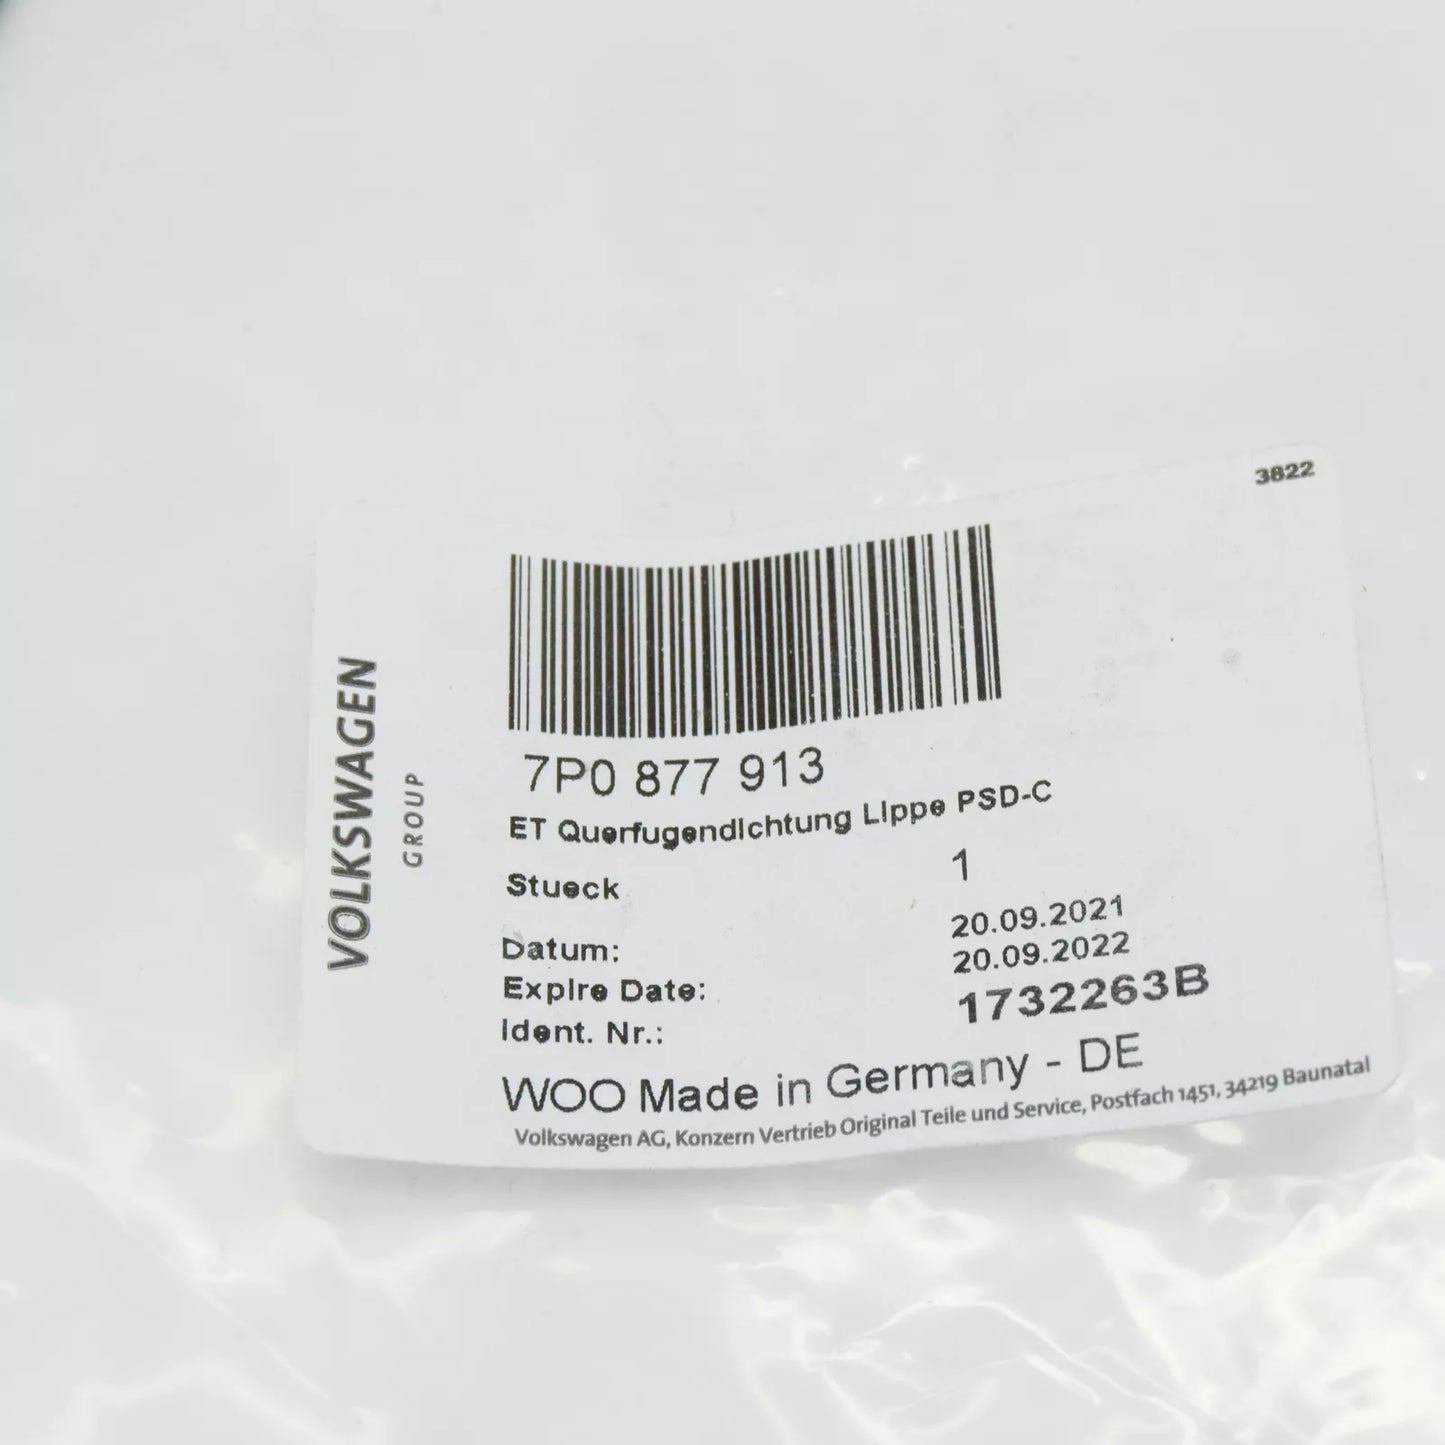 3822
VOLKSWAGEN
GROUP
7P0 877 913
ET Querfugendichtung Lippe PSD-C
Stueck 1
Datum: 20.09.2021
Expire Date: 20.09.2022
Ident. Nr.: 1732263B
WOO Made in Germany - DE
Volkswagen AG, Konzern Vertrieb Original Teile und Service, Postfach 1451, 34219 Baunatal